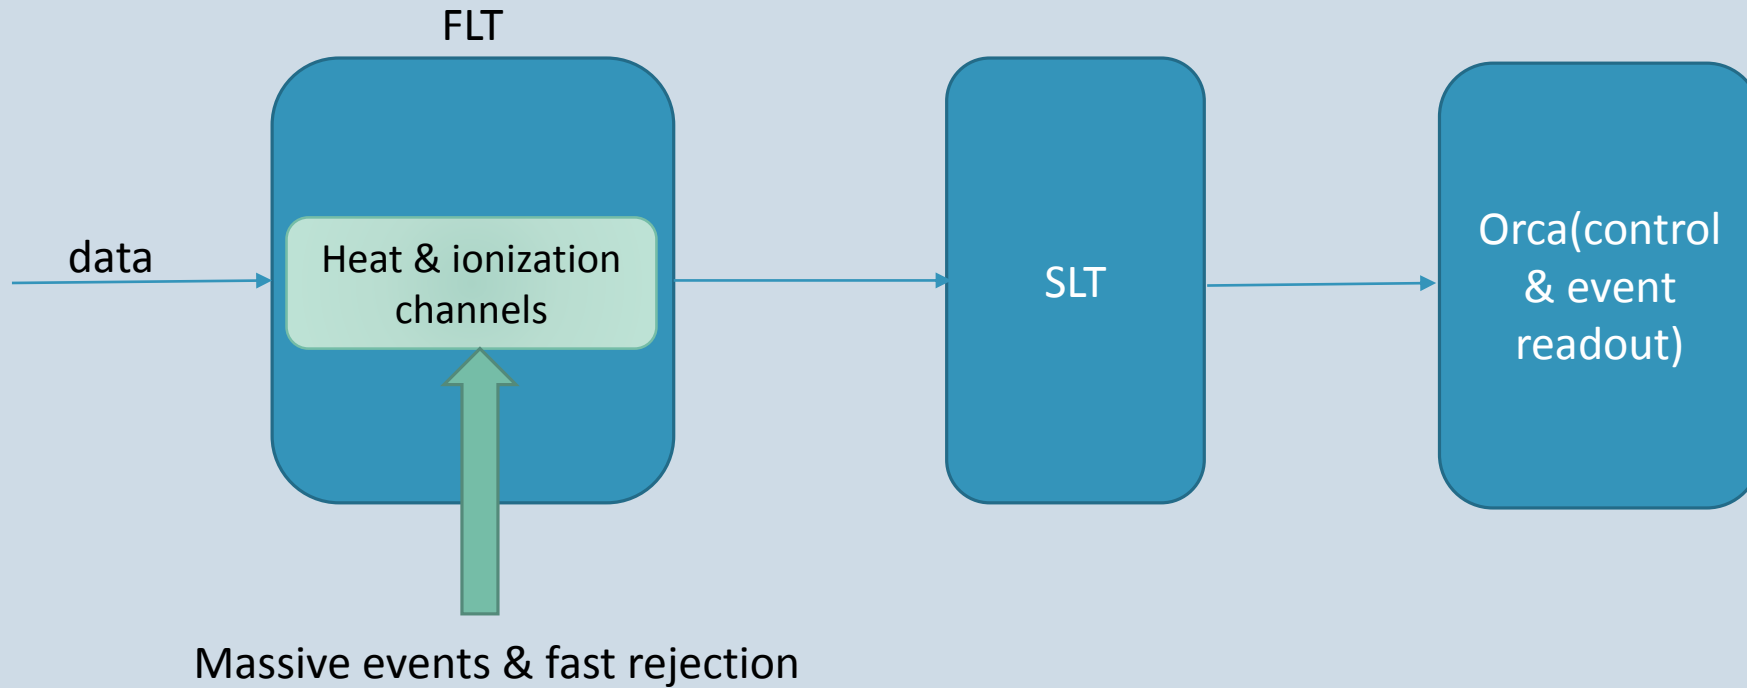 FLT
data
Heat & ionization
channels
SLT
Orca(control
& event
readout)
Massive events & fast rejection